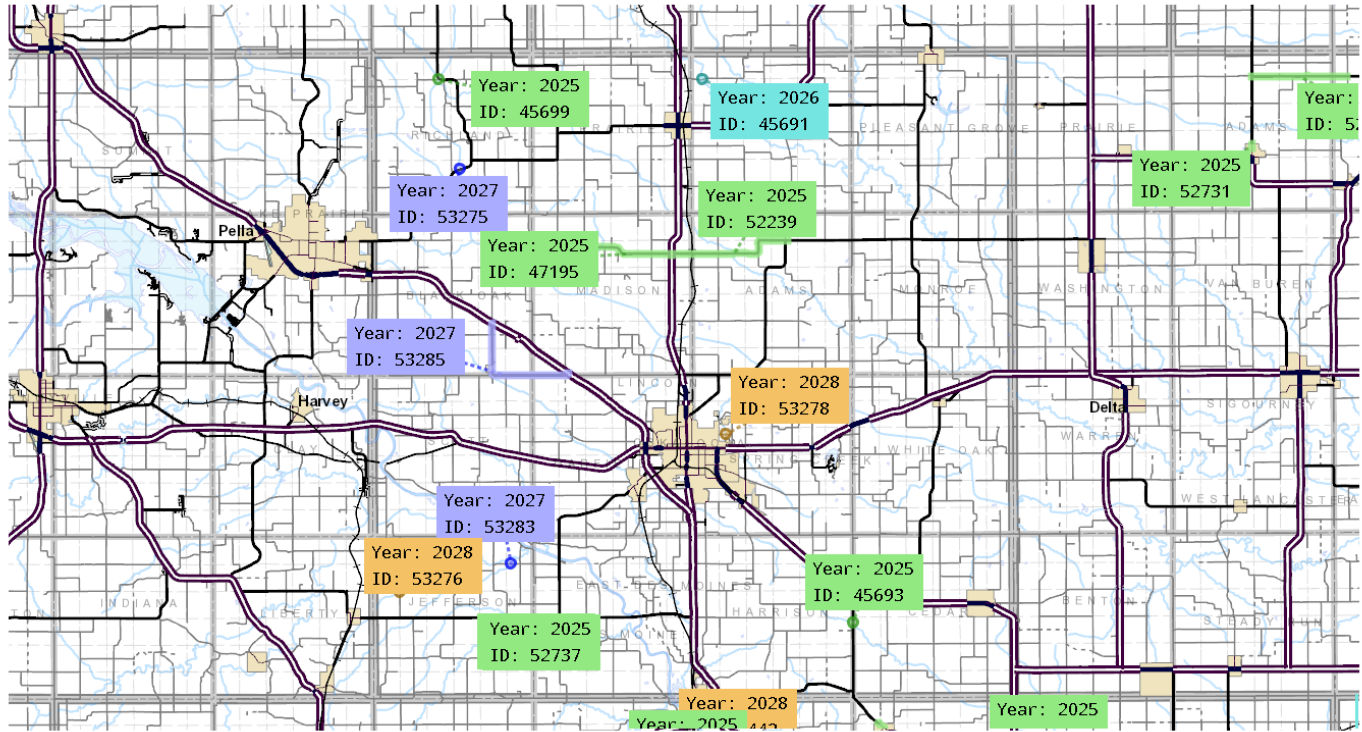 Year: 2025
ID: 45699
Year: 2026
ID: 45691
Year:
RICHLAND
PLEASANT GROVE
PRAIRIE
ADAMS
Year: 2025
ID: 52731
Year: 2027
ID: 53275
Year: 2025
ID: 52239
Pella
PRAIRIE
Year: 2025
ID: 47195
BLACK OAK
MADISON
ADAMS
MONROE
WASHINGTON
VAN BUREN
Year: 2027
ID: 53285
LINCOLN
Year: 2028
ID: 53278
Harvey
Delta
SIGOURNEY
WARREN
WHITE OAK
WEST LANCASTER
Year: 2027
ID: 53283
Year: 2028
ID: 53276
Year: 2025
ID: 45693
EAST DES MOINES
INDIANA
LIBERTY
JEFFERSON
HARRISON
CEDAR
BENTON
Year: 2025
ID: 52737
MOINE
Year: 2028
Year: 2025
Year: 2025